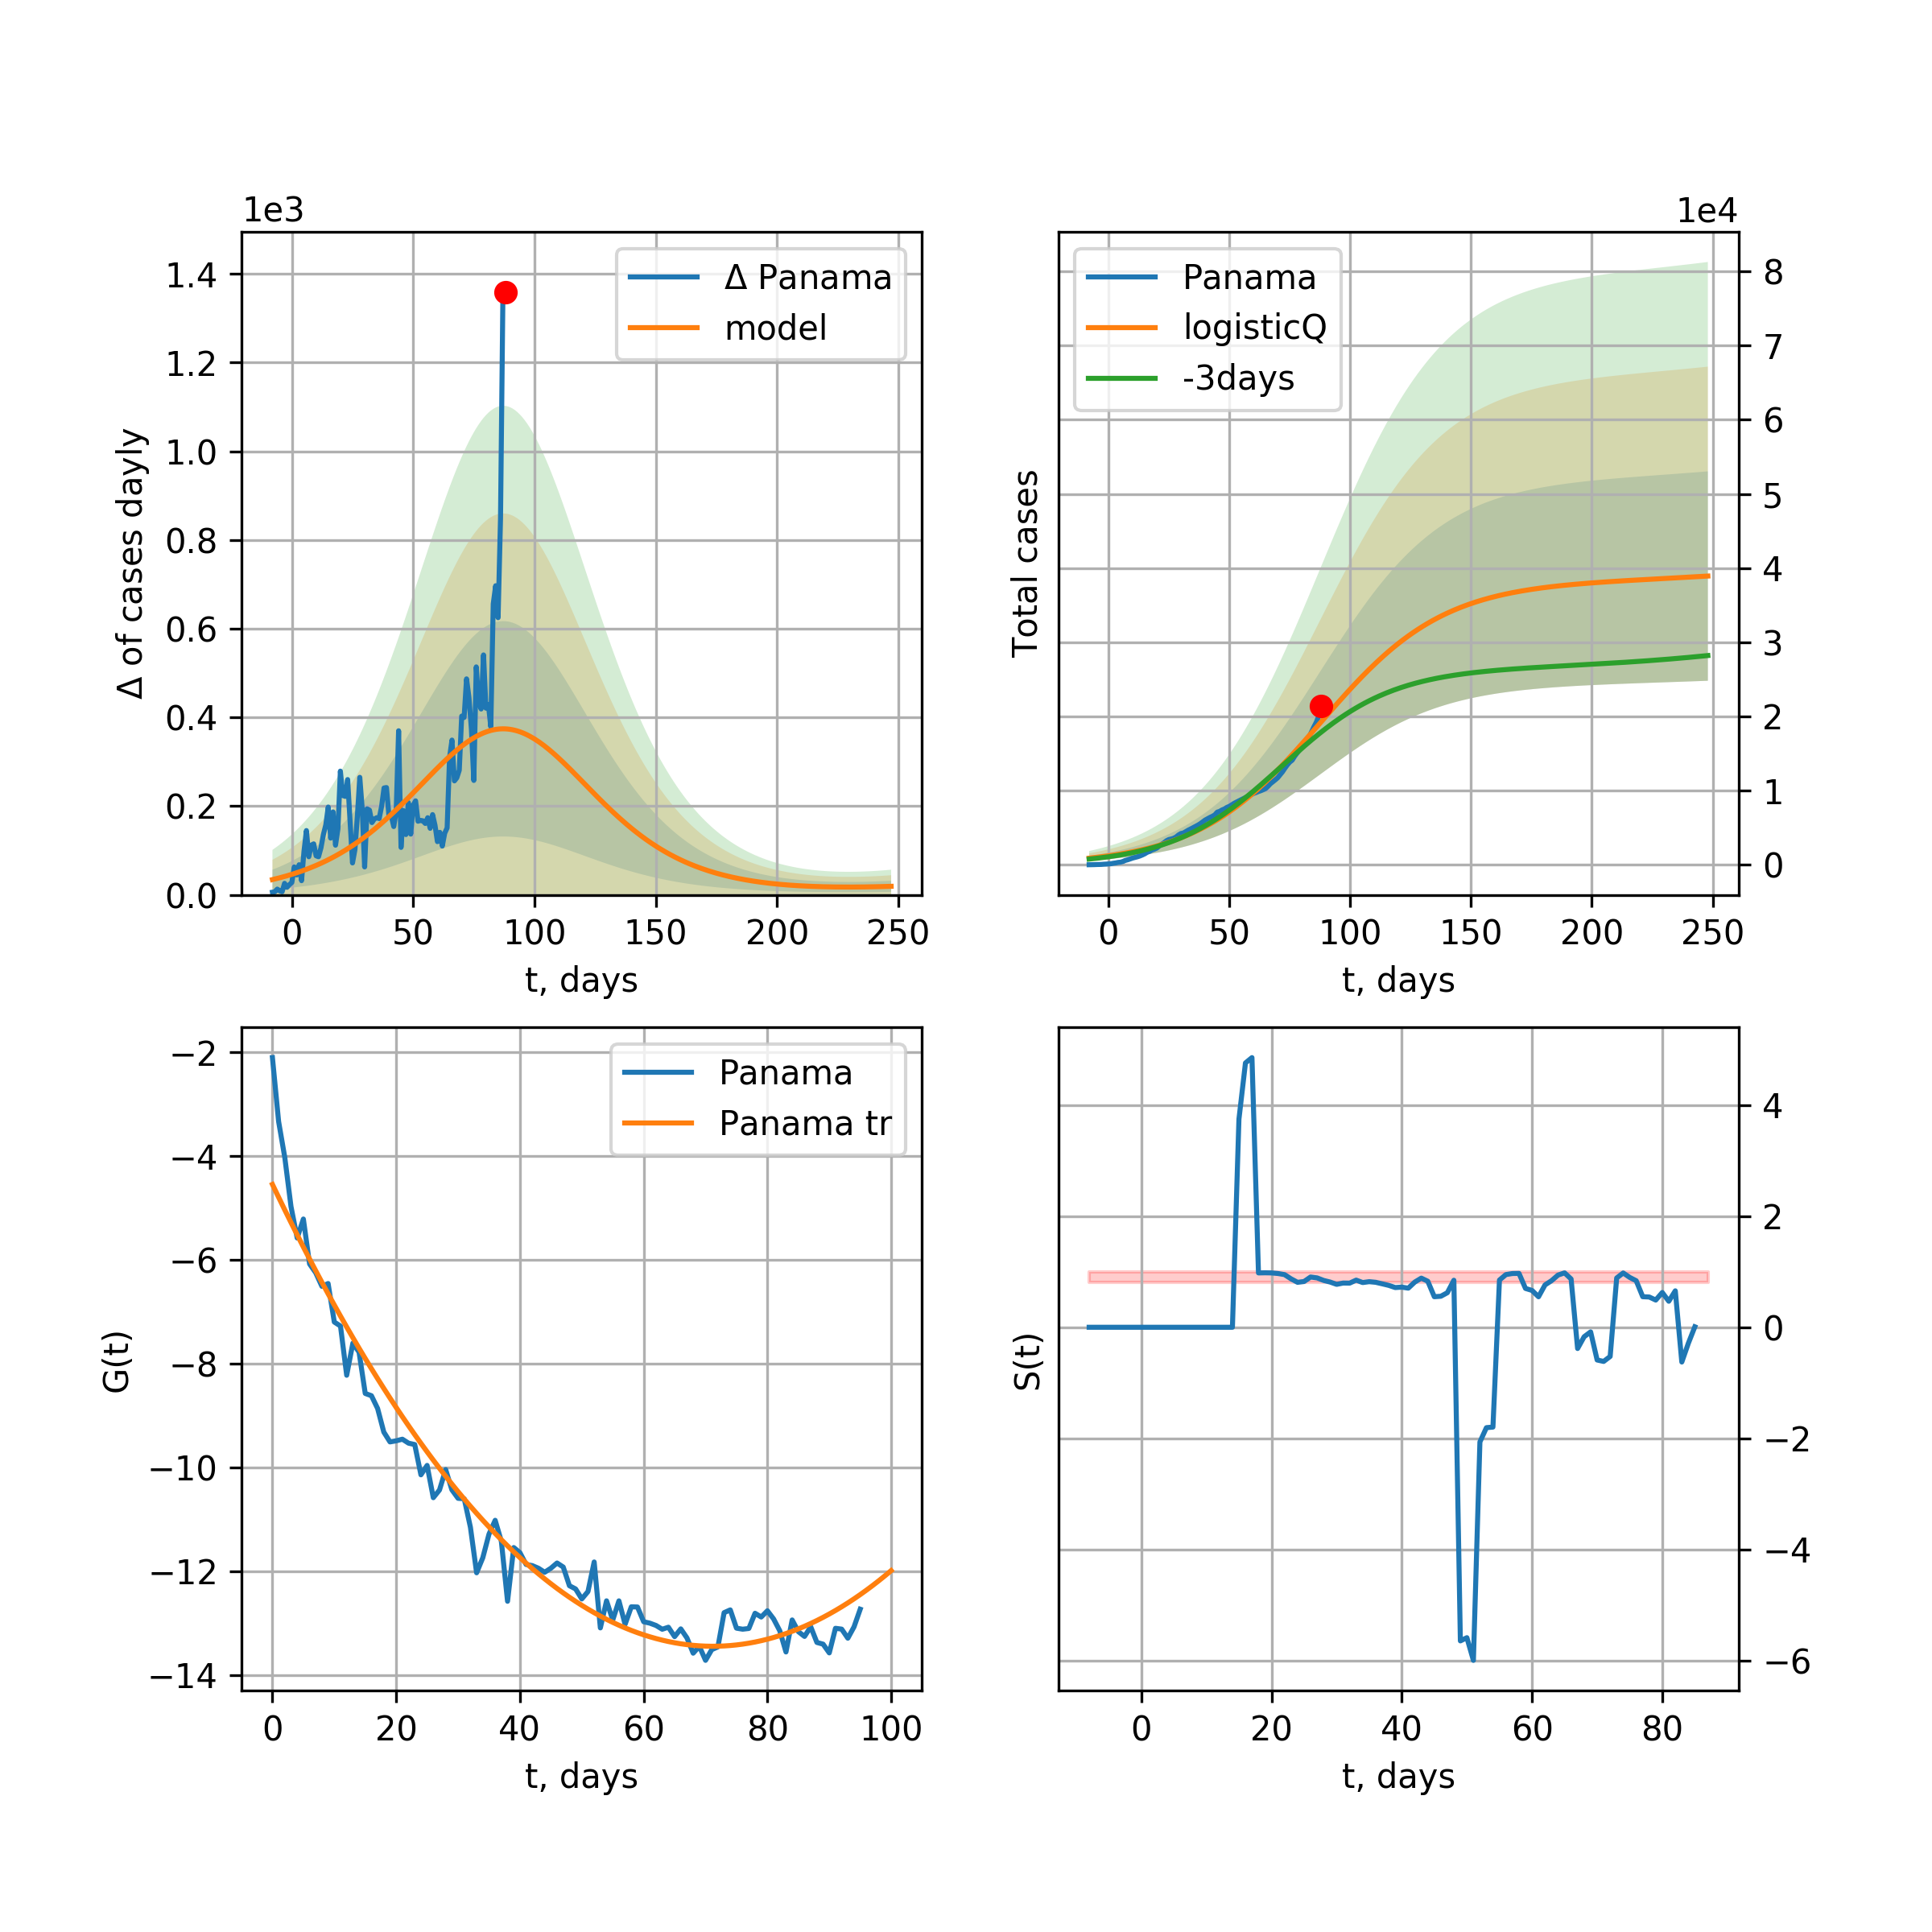 1e3
Δ of cases dayly
1.4
1.2
1.0
0.8
0.6
0.4
0.2
0.0
0 50 100 150 200 250
t, days
Δ Panama
model
1e4
Total cases
8
7
6
5
4
3
2
1
0
0 50 100 150 200 250
t, days
Panama
logisticQ
-3days
G(t)
−2
−4
−6
−8
−10
−12
−14
0 20 40 60 80 100
t, days
Panama
Panama tr
S(t)
4
2
0
−2
−4
−6
0 20 40 60 80
t, days